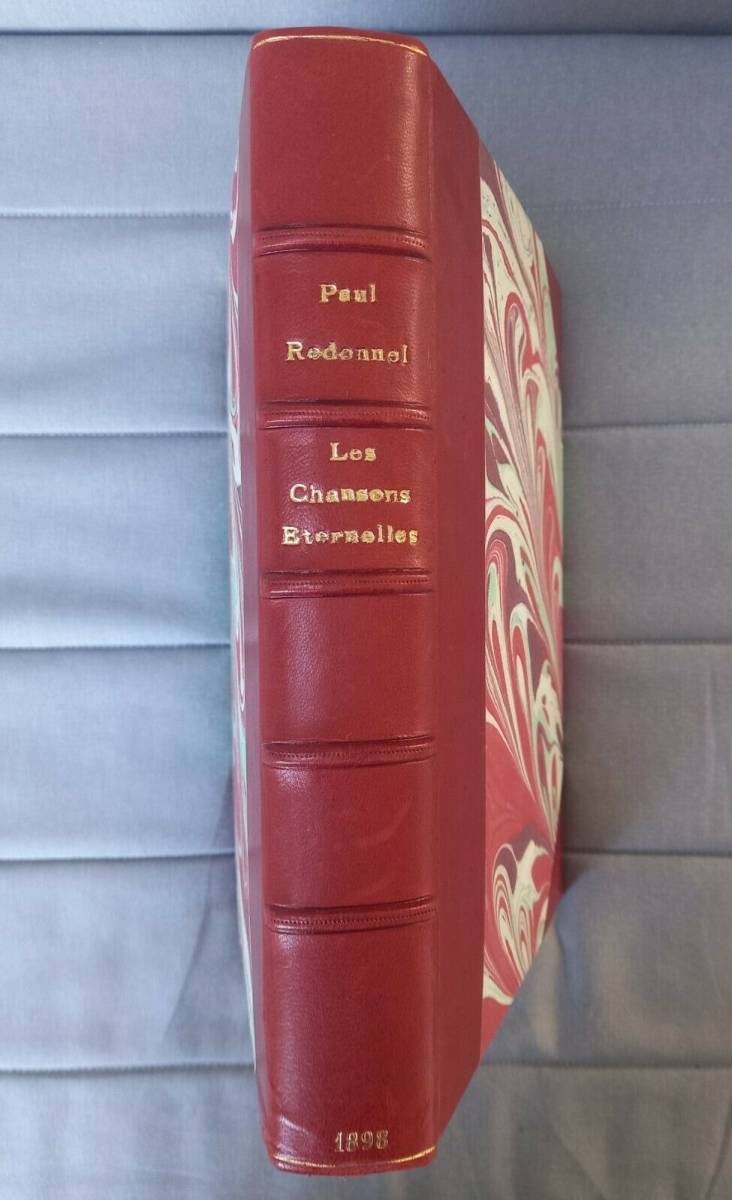 Paul
Redonnel
Les
Chansons
Eternelles
1898